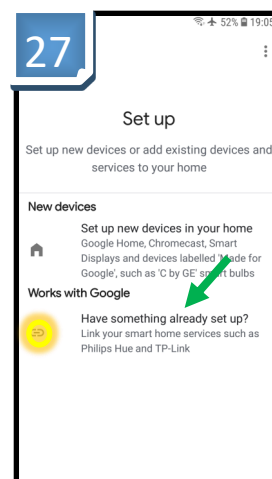 27
52% 19:05
Set up
Set up new devices or add existing devices and
services to your home
New devices
Set up new devices in your home
Google Home, Chromecast, Smart
Displays and devices labelled 'Made for
Google', such as 'C by GE' smart bulbs
Works with Google
Have something already set up?
Link your smart home services such as
Philips Hue and TP-Link